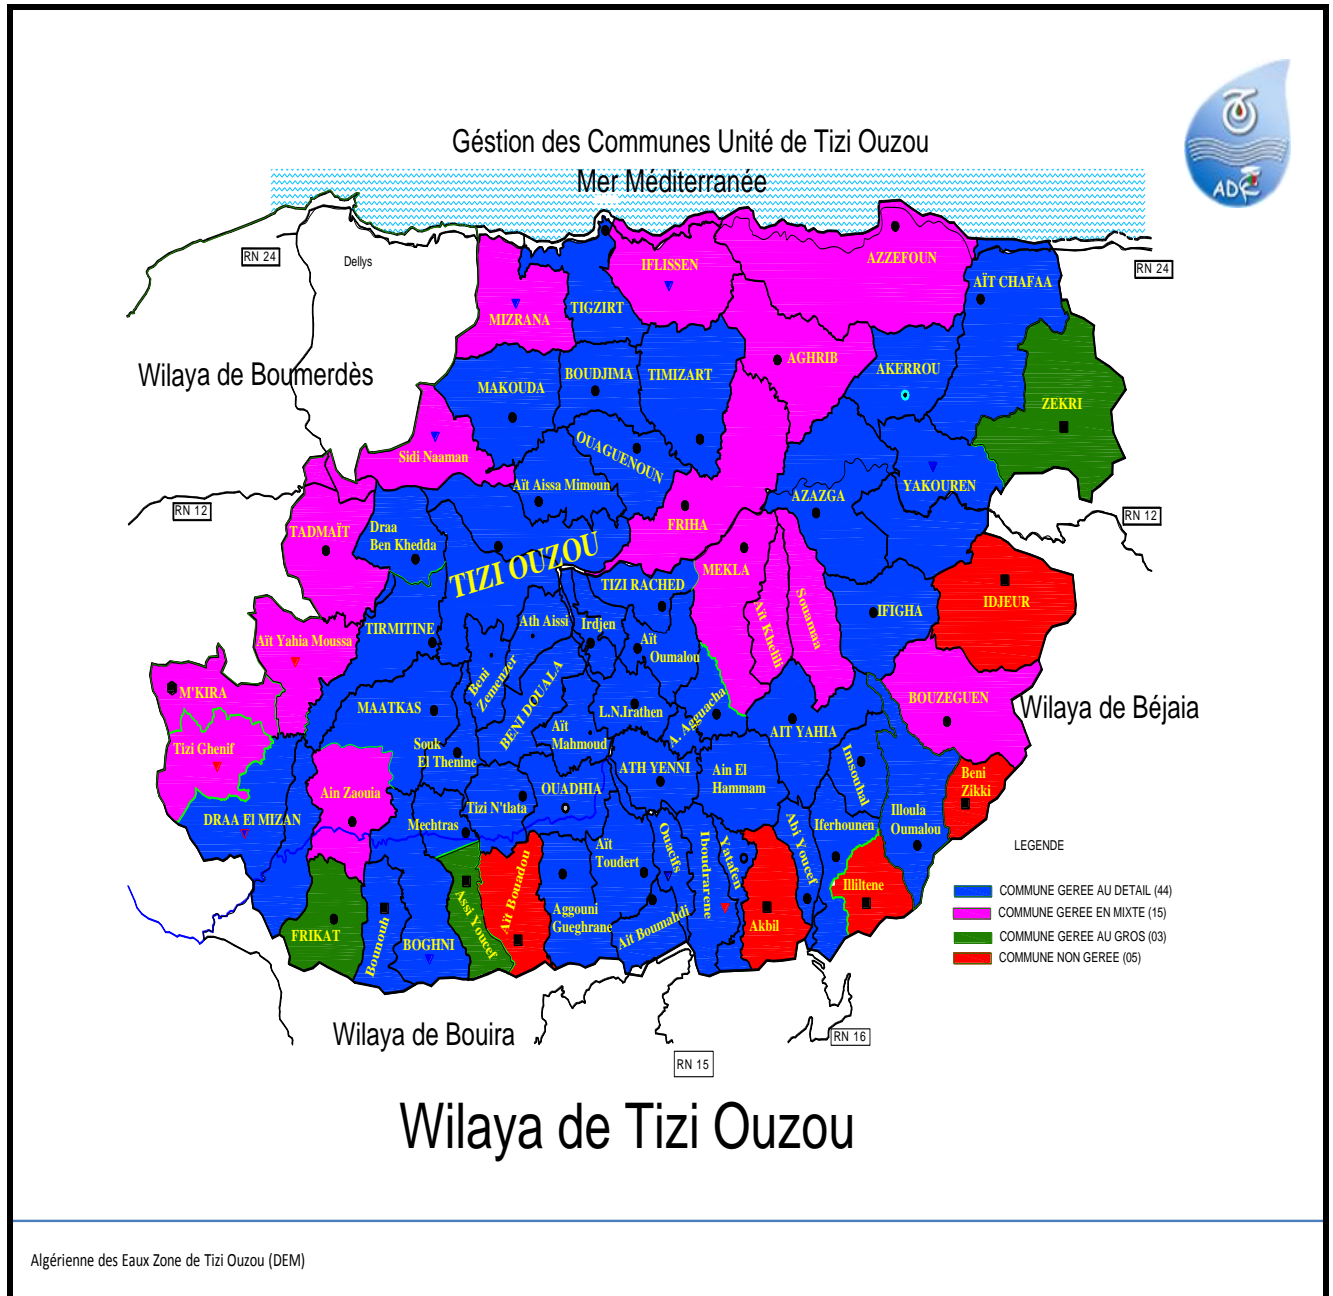 Géstion des Communes Unité de Tizi Ouzou
Mer Méditerranée
ADE
RN 24
Dellys
RN 24
IFLISSEN
AZZEFOUN
AÏT CHAFAA
TIGZIRT
MIZRANA
Wilaya de Boumerdès
AGHRIB
AKERROU
MAKOUDA
BOUDJIMA
TIMIZART
ZEKRI
Sidi Naaman
OUAGUENOUN
Aït Aissa Mimoun
AZAZGA
YAKOUREN
RN 12
RN 12
TADMAÏT
Draa
Ben Khedda
FRIHA
TIZI OUZOU
MEKLA
TIZI RACHED
Aït Khelili
Souamaa
IFIGHA
IDJEUR
TIRMITINE
Ath Aissi
Irdjen
Aït
Oumalou
Aït Yahia Moussa
M'KIRA
Beni
Zemenzer
BENI DOUALA
MAATKAS
L.N.Irathen
A. Agguacha
BOUZEGUEN
Wilaya de Béjaia
Tizi Ghenif
Souk
El Thenine
Aït
Mahmoud
AIT YAHIA
Imsouhal
ATH YENNI
Ain El
Hammam
Beni
Zikki
Ain Zaouia
Tizi N'tlata
OUADHIA
Illoula
Oumalou
DRAA El MIZAN
Mechtras
Abi Youcef
Iferhounen
Aït
Toudert
Ouacifs
Iboudrarene
Yatafen
Illiltene
LEGENDE
COMMUNE GEREE AU DETAIL (44)
COMMUNE GEREE EN MIXTE (15)
COMMUNE GEREE AU GROS (03)
COMMUNE NON GEREE (05)
FRIKAT
Bounouh
BOGHNI
Assi Youcef
Aït Bouadou
Aggouni
Gueghrane
Aït Boumahdi
Akbil
Wilaya de Bouira
RN 16
RN 15
Wilaya de Tizi Ouzou
Algérienne des Eaux Zone de Tizi Ouzou (DEM)